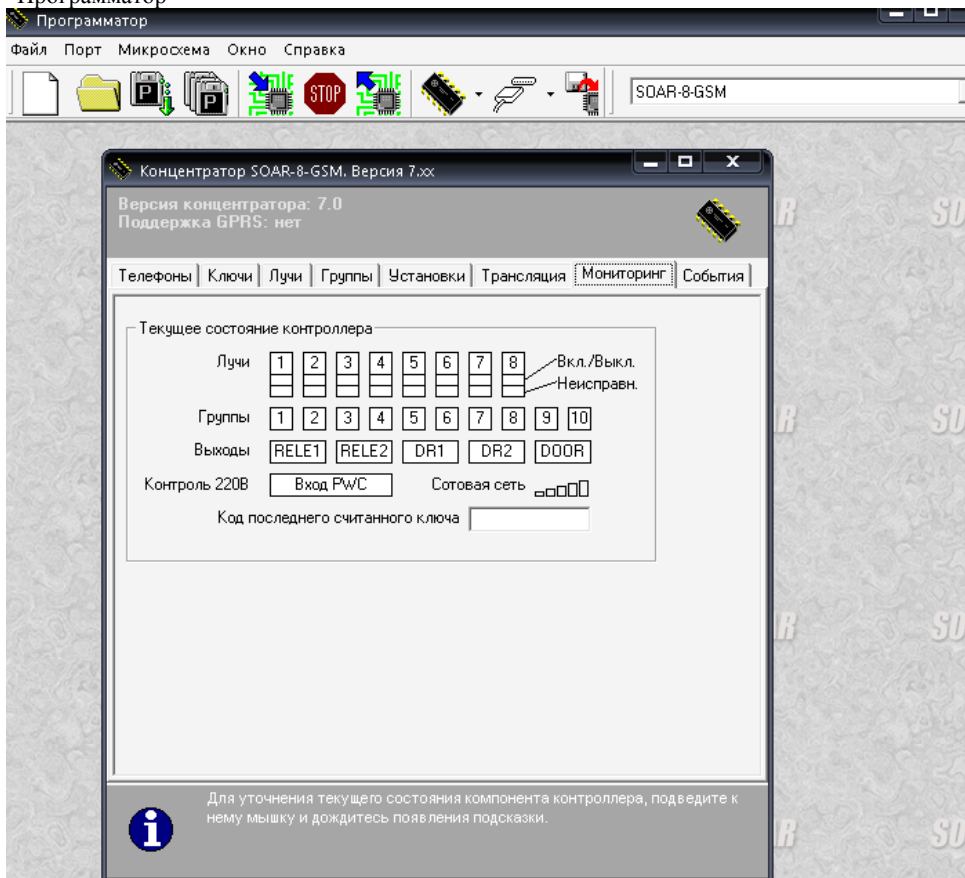 Программатор
Программатор
Файл Порт Микросхема Окно Справка
P P STOP SOAR-8-GSM
Концентратор SOAR-8-GSM. Версия 7.xx
Версия концентратора: 7.0
Поддержка GPRS: нет
Телефоны Ключи Лучи Группы Установки Трансляция Мониторинг События
Текущее состояние контроллера
Лучи 1 2 3 4 5 6 7 8 Вкл./Выкл.
Неисправн.
Группы 1 2 3 4 5 6 7 8 9 10
Выходы RELE1 RELE2 DR1 DR2 DOOR
Контроль 220В Вход PWC Сотовая сеть
Код последнего считанного ключа
Для уточнения текущего состояния компонента контроллера, подведите к
нему мышку и дождитесь появления подсказки.